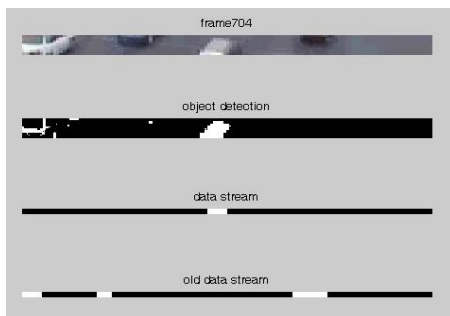 frame704
object detection
data stream
old data stream